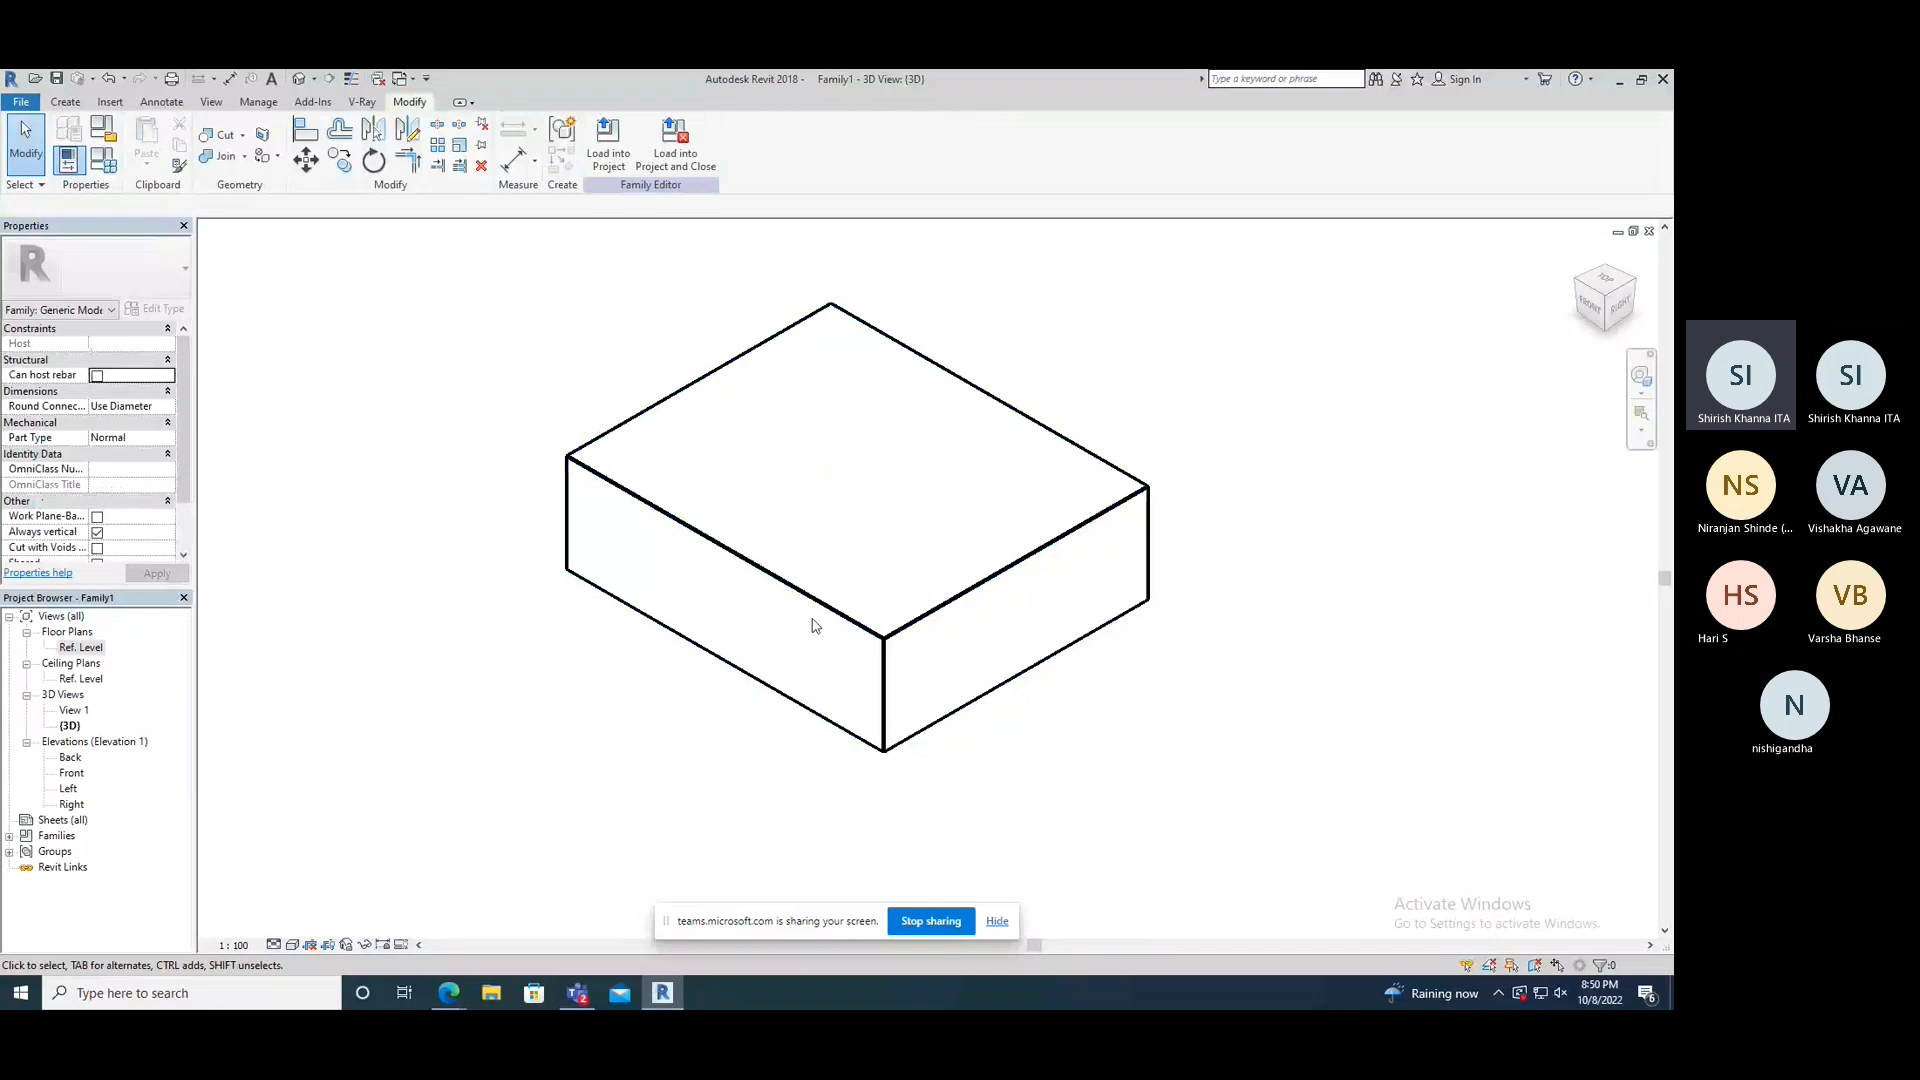 Autodesk Revit 2018 - Family1 - 3D View: {3D}
Type a keyword or phrase
Sign In
File Create Insert Annotate View Manage Add-Ins V-Ray Modify
Modify
Paste
Cut
Join
Load into Project
Load into Project and Close
Select Properties Clipboard Geometry Modify Measure Create Family Editor
Properties
Family: Generic Mode
Edit Type
Constraints
Host
Structural
Can host rebar
Dimensions
Round Connec... Use Diameter
Mechanical
Part Type Normal
Identity Data
OmniClass Nu...
OmniClass Title
Other
Work Plane-Ba...
Always vertical
Cut with Voids ...
Properties help Apply
Project Browser - Family1
Views (all)
Floor Plans
Ref. Level
Ceiling Plans
Ref. Level
3D Views
View 1
{3D}
Elevations (Elevation 1)
Back
Front
Left
Right
Sheets (all)
Families
Groups
Revit Links
TOP
FRONT
RIGHT
Activate Windows
Go to Settings to activate Windows.
teams.microsoft.com is sharing your screen. Stop sharing Hide
1 : 100
Click to select, TAB for alternates, CTRL adds, SHIFT unselects.
:0
Type here to search
2
Raining now
8:50 PM
10/8/2022
6
SI
Shirish Khanna ITA
SI
Shirish Khanna ITA
NS
Niranjan Shinde (...
VA
Vishakha Agawane
HS
Hari S
VB
Varsha Bhanse
N
nishigandha